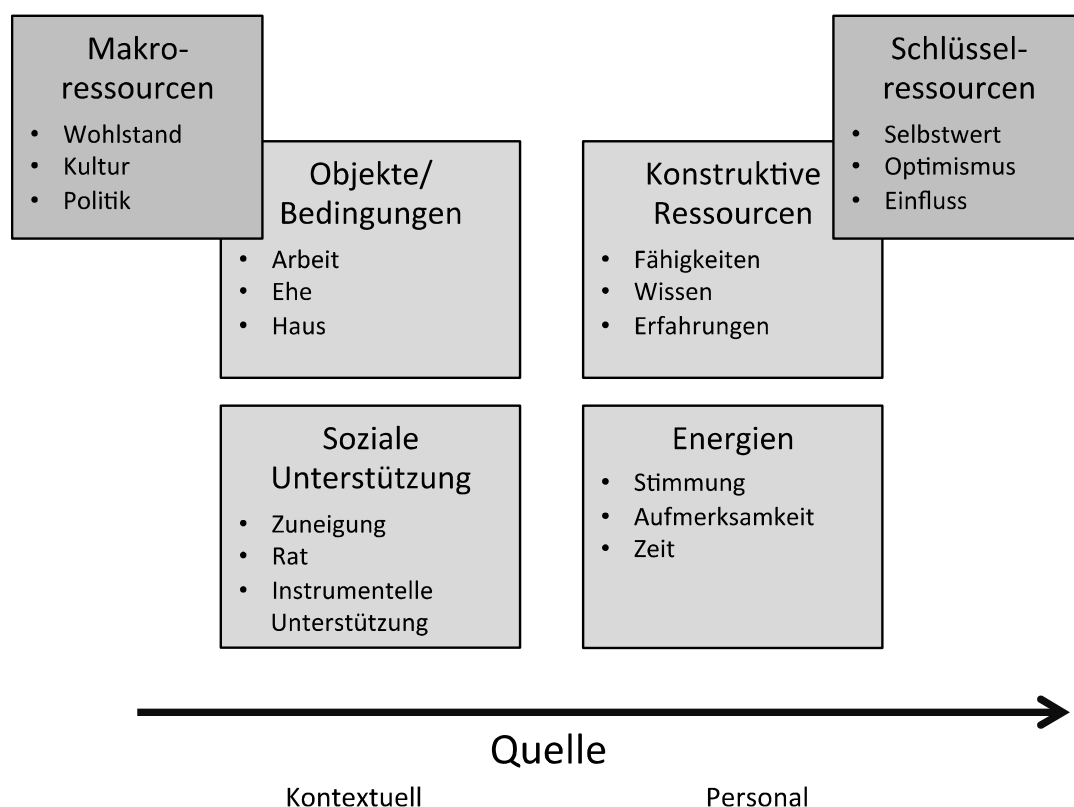 Makro-
ressourcen
• Wohlstand
• Kultur
• Politik
Objekte/
Bedingungen
• Arbeit
• Ehe
• Haus
Konstruktive
Ressourcen
• Fähigkeiten
• Wissen
• Erfahrungen
Schlüssel-
ressourcen
• Selbstwert
• Optimismus
• Einfluss
Soziale
Unterstützung
• Zuneigung
• Rat
• Instrumentelle
Unterstützung
Energien
• Stimmung
• Aufmerksamkeit
• Zeit
Quelle
Kontextuell
Personal